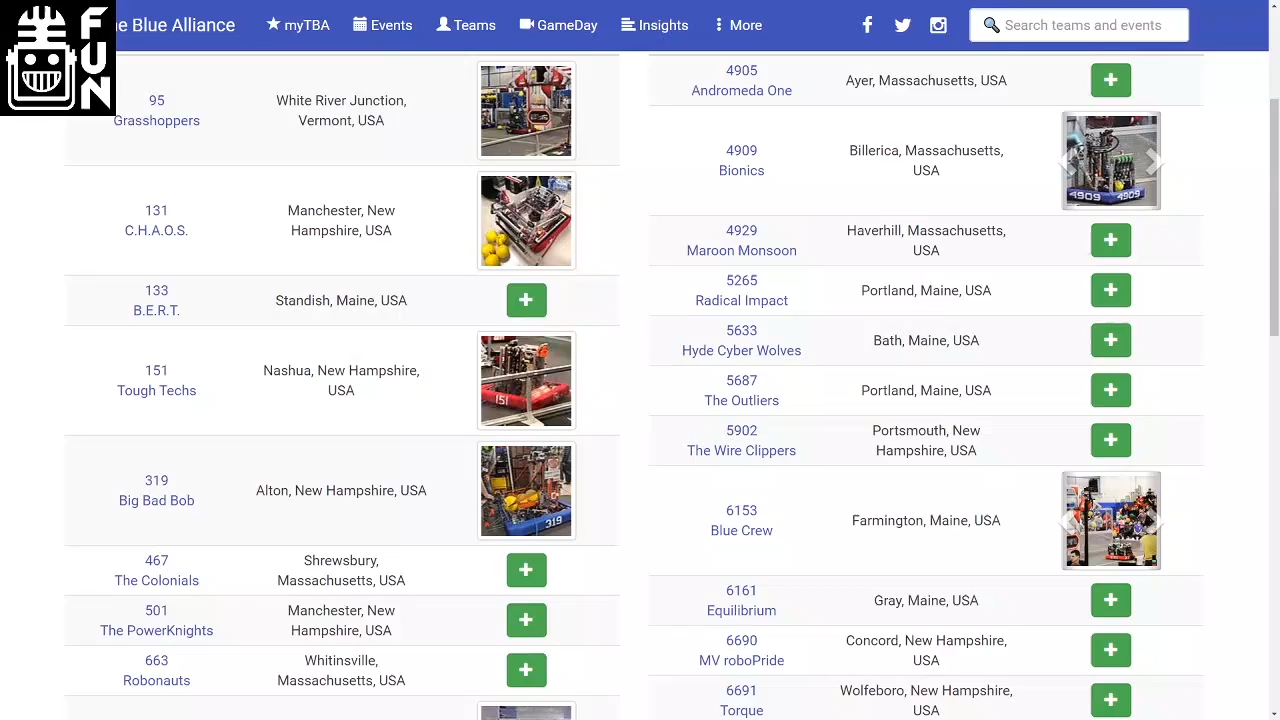 FUN
The Blue Alliance
myTBA
Events
Teams
GameDay
Insights
Search teams and events
95
Grasshoppers
White River Junction,
Vermont, USA
131
C.H.A.O.S.
Manchester, New
Hampshire, USA
133
B.E.R.T.
Standish, Maine, USA
151
Tough Techs
Nashua, New Hampshire,
USA
151
319
Big Bad Bob
Alton, New Hampshire, USA
319
467
The Colonials
Shrewsbury,
Massachusetts, USA
501
The PowerKnights
Manchester, New
Hampshire, USA
663
Robonauts
Whitinsville,
Massachusetts, USA
4905
Andromeda One
Ayer, Massachusetts, USA
4909
Bionics
Billerica, Massachusetts,
USA
4909 4909
4929
Maroon Monsoon
Haverhill, Massachusetts,
USA
5265
Radical Impact
Portland, Maine, USA
5633
Hyde Cyber Wolves
Bath, Maine, USA
5687
The Outliers
Portland, Maine, USA
5902
The Wire Clippers
Portsmouth, New
Hampshire, USA
6153
Blue Crew
Farmington, Maine, USA
6161
Equilibrium
Gray, Maine, USA
6690
MV roboPride
Concord, New Hampshire,
USA
6691
Torque
Wolfeboro, New Hampshire,